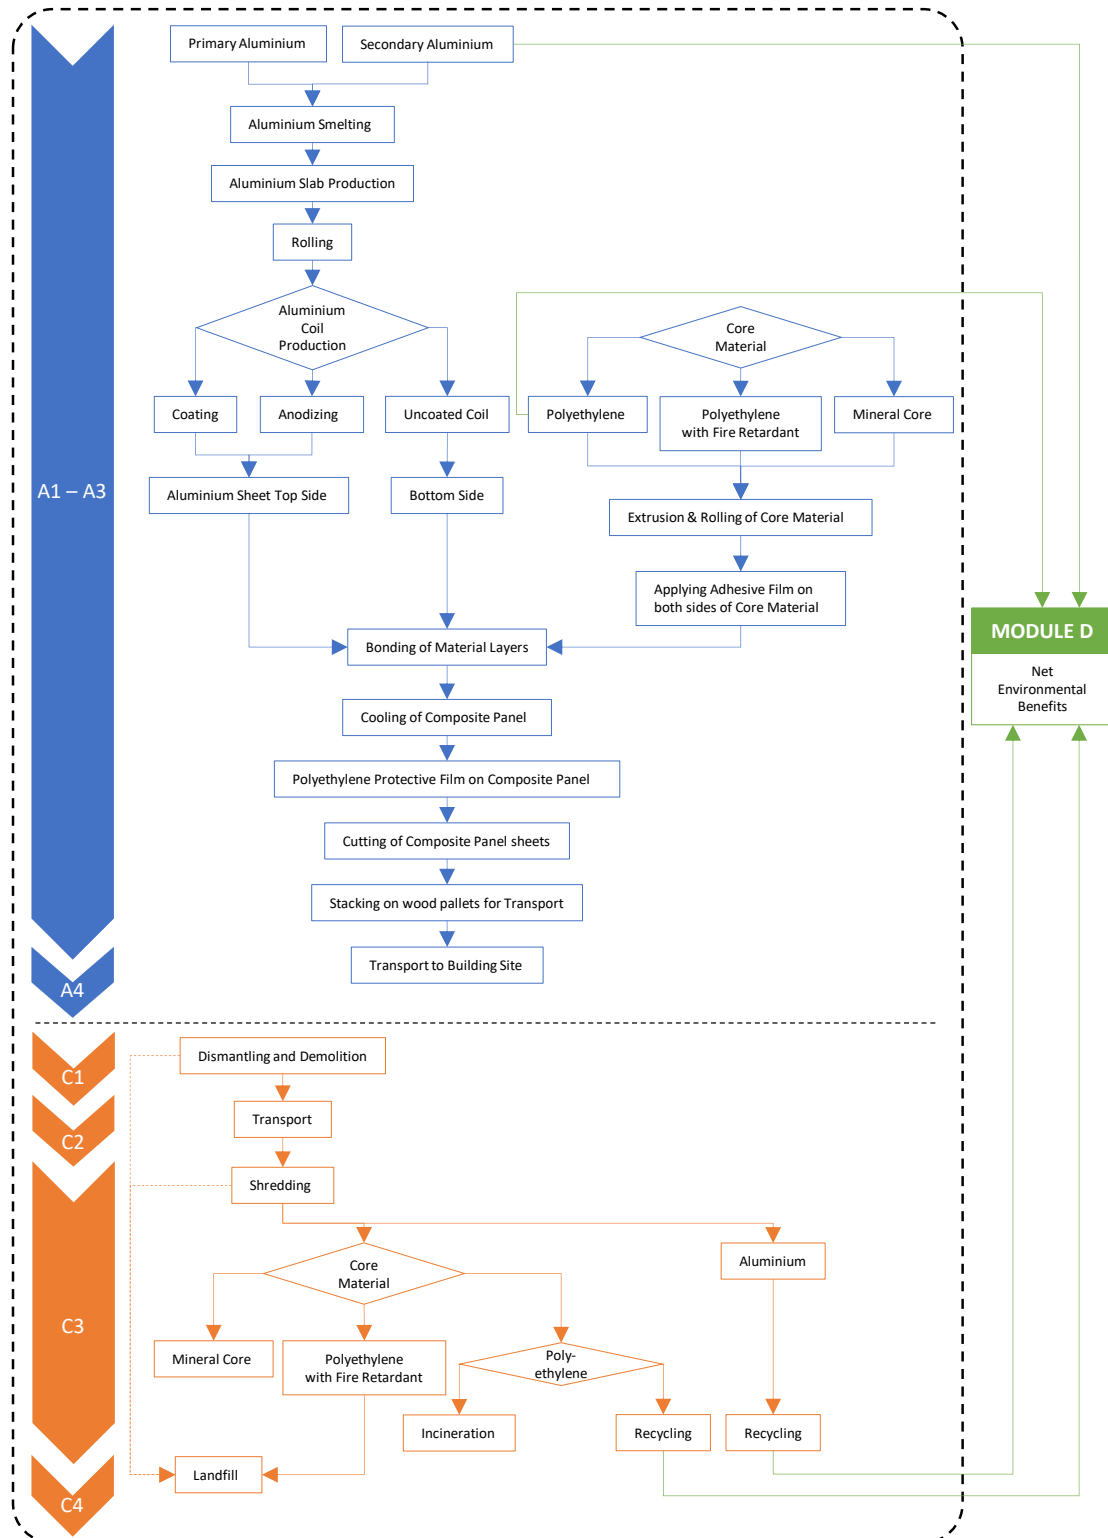 Primary Aluminium
Secondary Aluminium
Aluminium Smelting
Aluminium Slab Production
Rolling
Aluminium
Coil
Production
Core
Material
Coating
Anodizing
Uncoated Coil
Polyethylene
Polyethylene
with Fire Retardant
Mineral Core
A1 – A3
Aluminium Sheet Top Side
Bottom Side
Extrusion & Rolling of Core Material
Applying Adhesive Film on
both sides of Core Material
MODULE D
Net
Environmental
Benefits
Bonding of Material Layers
Cooling of Composite Panel
Polyethylene Protective Film on Composite Panel
Cutting of Composite Panel sheets
Stacking on wood pallets for Transport
Transport to Building Site
A4
Dismantling and Demolition
C1
Transport
C2
Shredding
Core
Material
Aluminium
C3
Mineral Core
Polyethylene
with Fire Retardant
Poly-
ethylene
Incineration
Recycling
Recycling
Landfill
C4